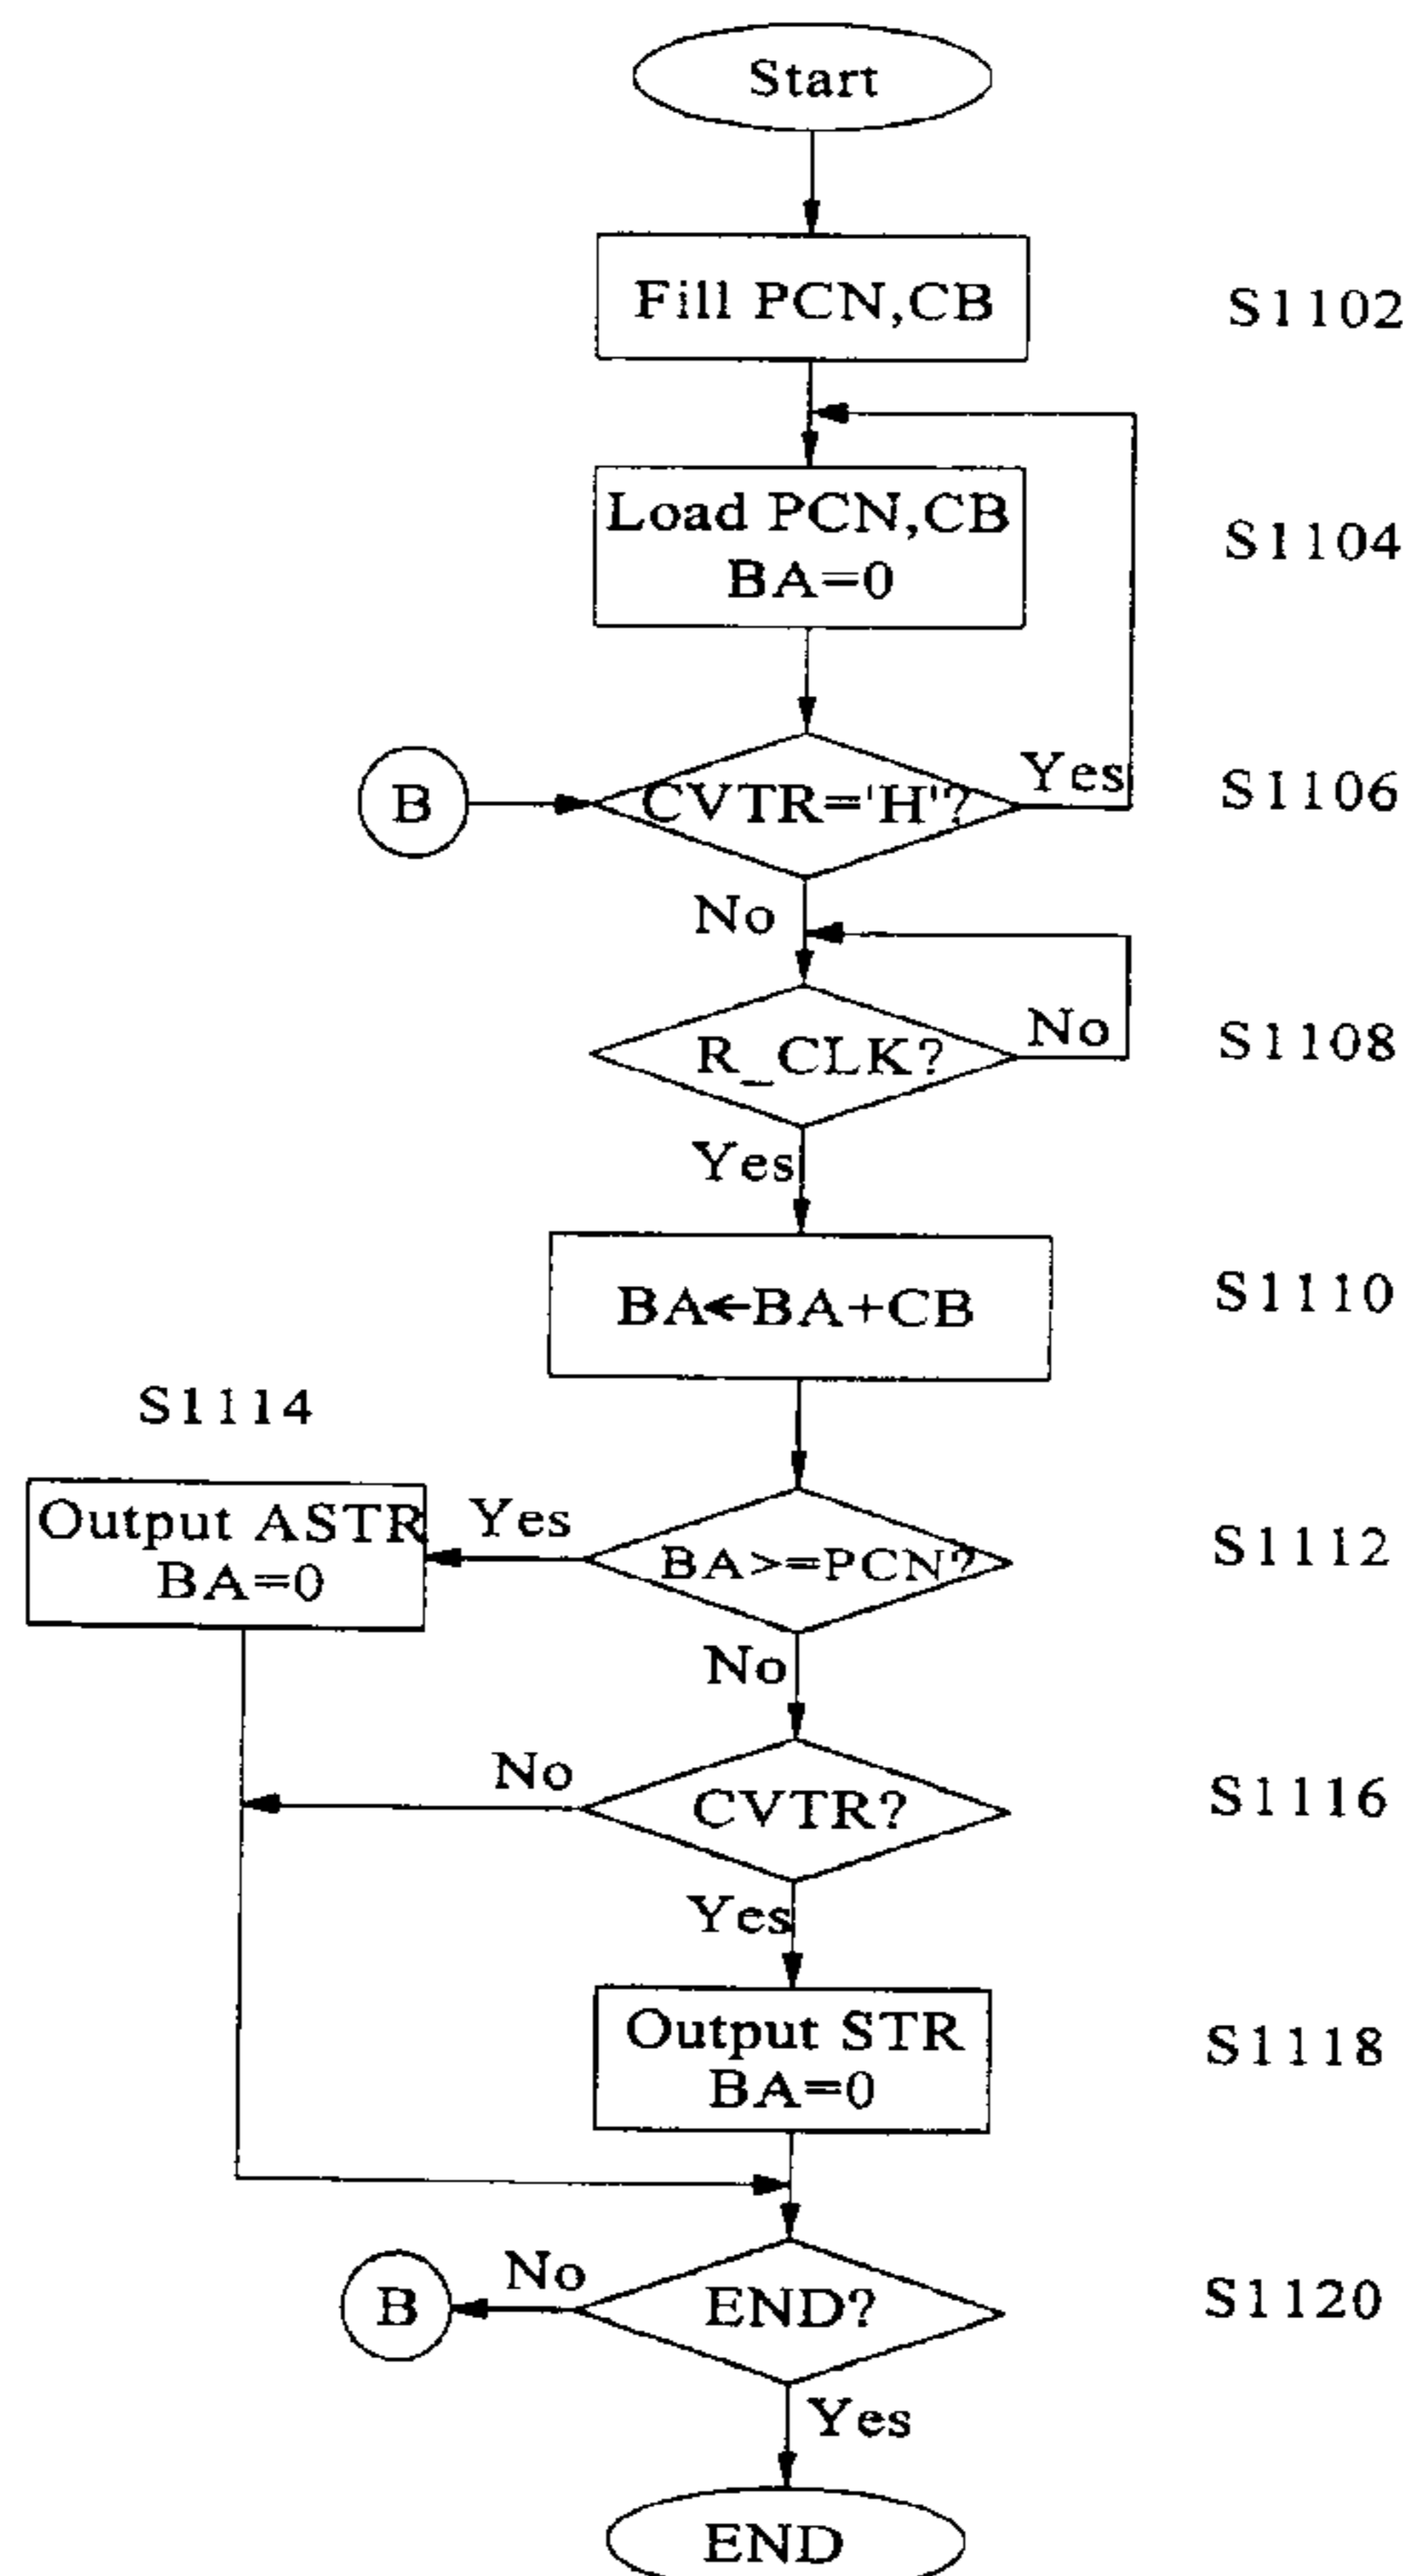 Start
Fill PCN,CB
S1102
Load PCN,CB
BA=0
S1104
B
CVTR='H'?
Yes
S1106
No
R_CLK?
No
S1108
Yes
BA←BA+CB
S1110
S1114
Output ASTR
BA=0
Yes
BA>=PCN?
S1112
No
No
CVTR?
S1116
Yes
Output STR
BA=0
S1118
B
No
END?
S1120
Yes
END